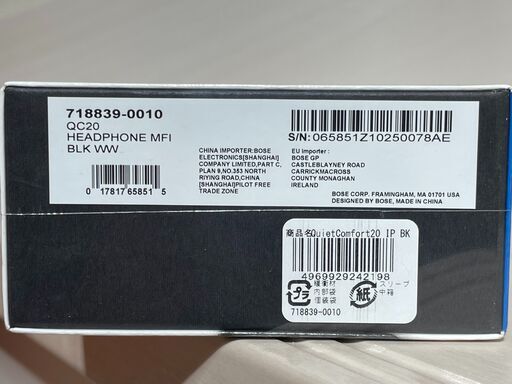 718839-0010
QC20
HEADPHONE MFI
BLK WW
0 17817 65851 5
CHINA IMPORTER:BOSE
ELECTRONICS[SHANGHAI]
COMPANY LIMITED,PART C,
PLAN 9,NO.353 NORTH
RIYING ROAD,CHINA
[SHANGHAI]PILOT FREE
TRADE ZONE
S/N:065851Z10250078AE
EU importer :
BOSE GP
CASTLEBLAYNEY ROAD
CARRICKMACROSS
COUNTY MONAGHAN
IRELAND
BOSE CORP. FRAMINGHAM, MA 01701 USA
DESIGNED BY BOSE, MADE IN CHINA
商品名QuietComfort20 IP BK
4969929242198
プラ
緩衝材
内部袋
個装袋
紙
スリーブ
中箱
718839-0010